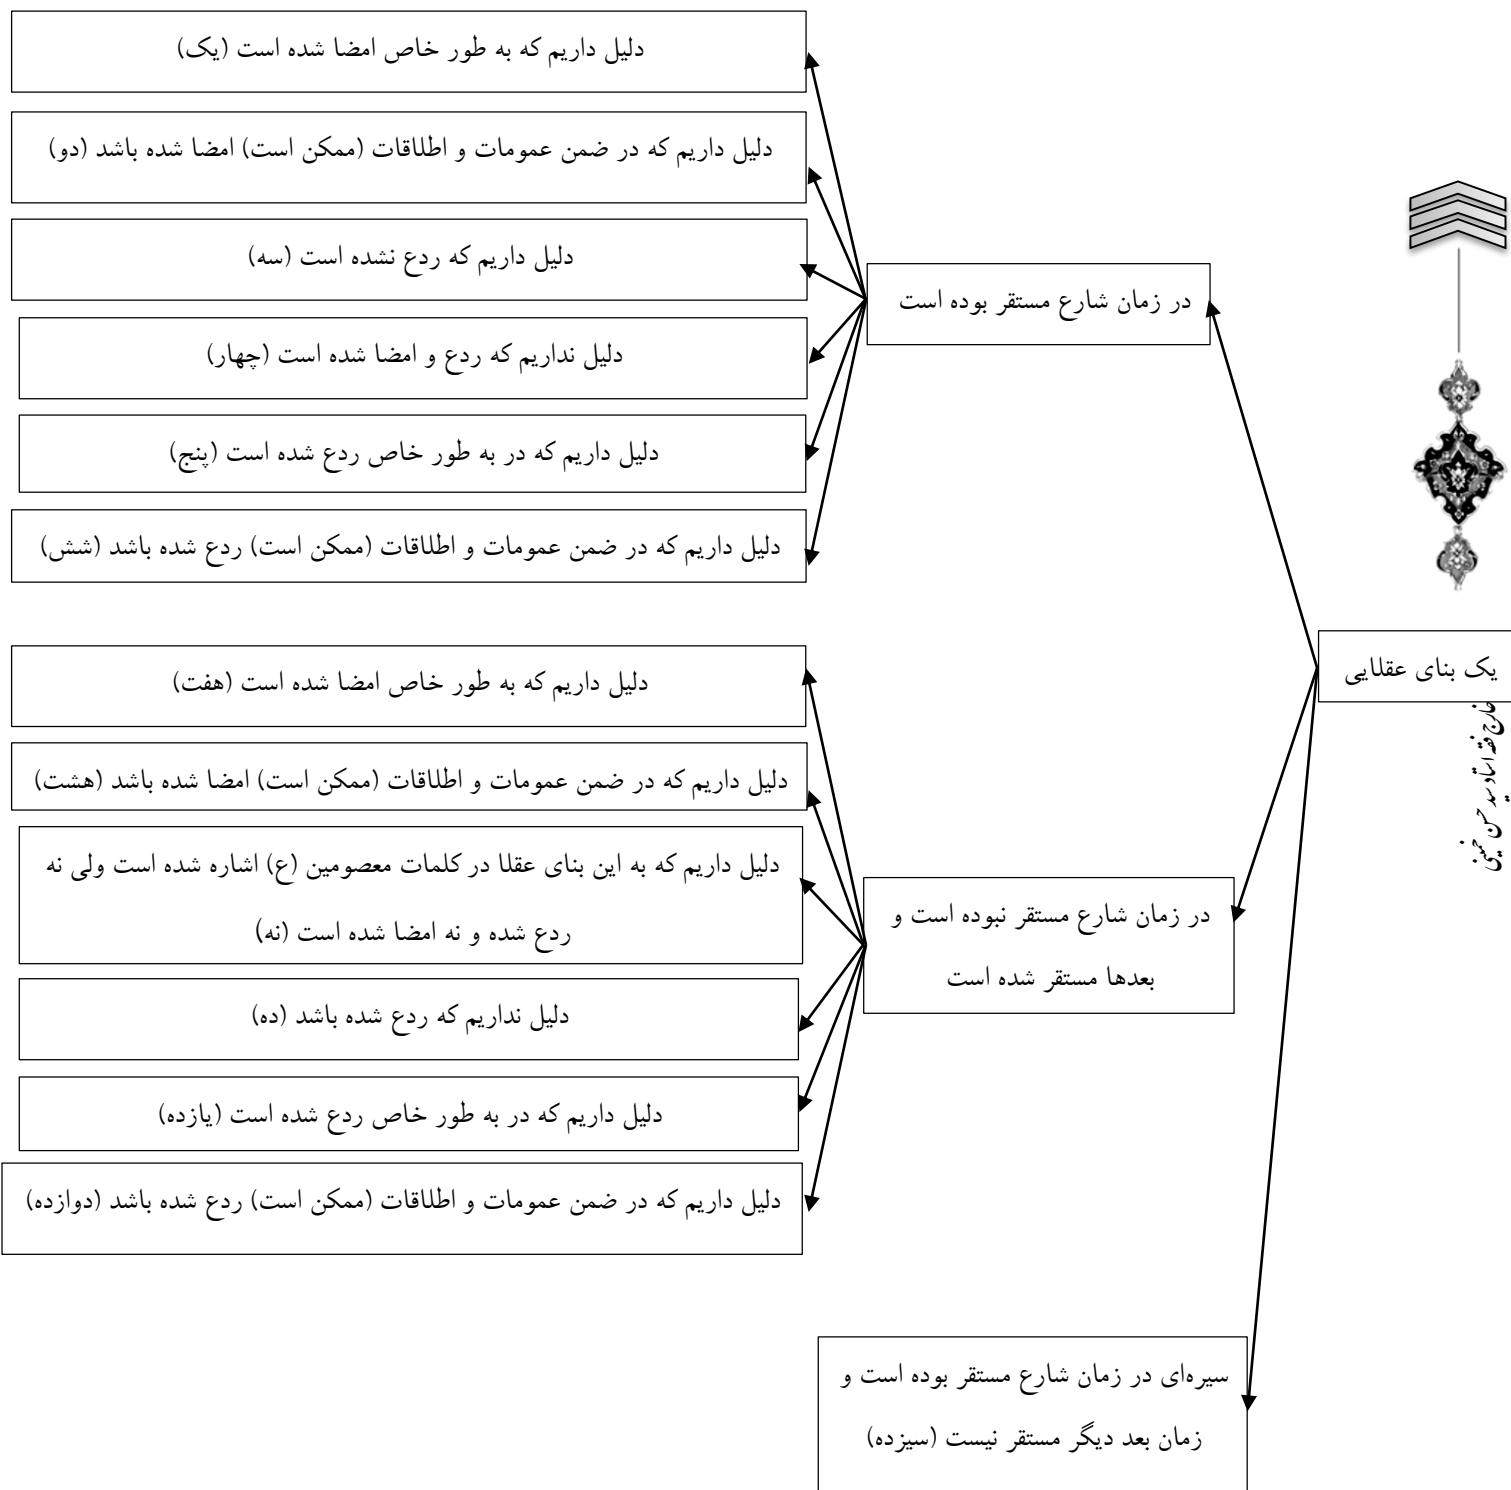 یک بنای عقلایی
در زمان شارع مستقر بوده است
دلیل داریم که به طور خاص امضا شده است (یک)
دلیل داریم که در ضمن عمومات و اطلاقات (ممکن است) امضا شده باشد (دو)
دلیل داریم که ردع نشده است (سه)
دلیل نداریم که ردع و امضا شده است (چهار)
دلیل داریم که در به طور خاص ردع شده است (پنج)
دلیل داریم که در ضمن عمومات و اطلاقات (ممکن است) ردع شده باشد (شش)
در زمان شارع مستقر نبوده است و
بعدها مستقر شده است
دلیل داریم که به طور خاص امضا شده است (هفت)
دلیل داریم که در ضمن عمومات و اطلاقات (ممکن است) امضا شده باشد (هشت)
دلیل داریم که به این بنای عقلا در کلمات معصومین (ع) اشاره شده است ولی نه
ردع شده و نه امضا شده است (نه)
دلیل نداریم که ردع شده باشد (ده)
دلیل داریم که در به طور خاص ردع شده است (یازده)
دلیل داریم که در ضمن عمومات و اطلاقات (ممکن است) ردع شده باشد (دوازده)
سیره‌ای در زمان شارع مستقر بوده است و
زمان بعد دیگر مستقر نیست (سیزده)
خارج فقه استاد سید حسن خمینی